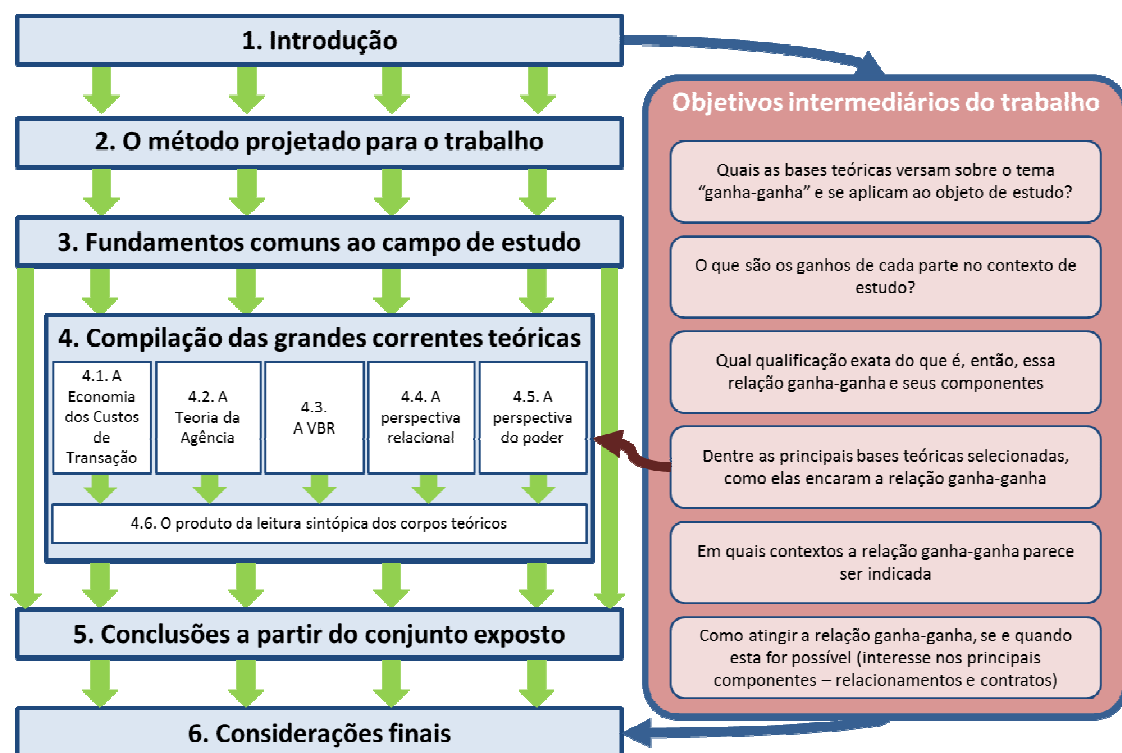 1. Introdução
2. O método projetado para o trabalho
3. Fundamentos comuns ao campo de estudo
4. Compilação das grandes correntes teóricas
4.1. A
Economia
dos Custos
de
Transação
4.2. A
Teoria da
Agência
4.3.
A VBR
4.4. A
perspectiva
relacional
4.5. A
perspectiva
do poder
4.6. O produto da leitura sintópica dos corpos teóricos
5. Conclusões a partir do conjunto exposto
6. Considerações finais
Objetivos intermediários do trabalho
Quais as bases teóricas versam sobre o tema
“ganha-ganha” e se aplicam ao objeto de estudo?
O que são os ganhos de cada parte no contexto de
estudo?
Qual qualificação exata do que é, então, essa
relação ganha-ganha e seus componentes
Dentre as principais bases teóricas selecionadas,
como elas encaram a relação ganha-ganha
Em quais contextos a relação ganha-ganha parece
ser indicada
Como atingir a relação ganha-ganha, se e quando
esta for possível (interesse nos principais
componentes – relacionamentos e contratos)